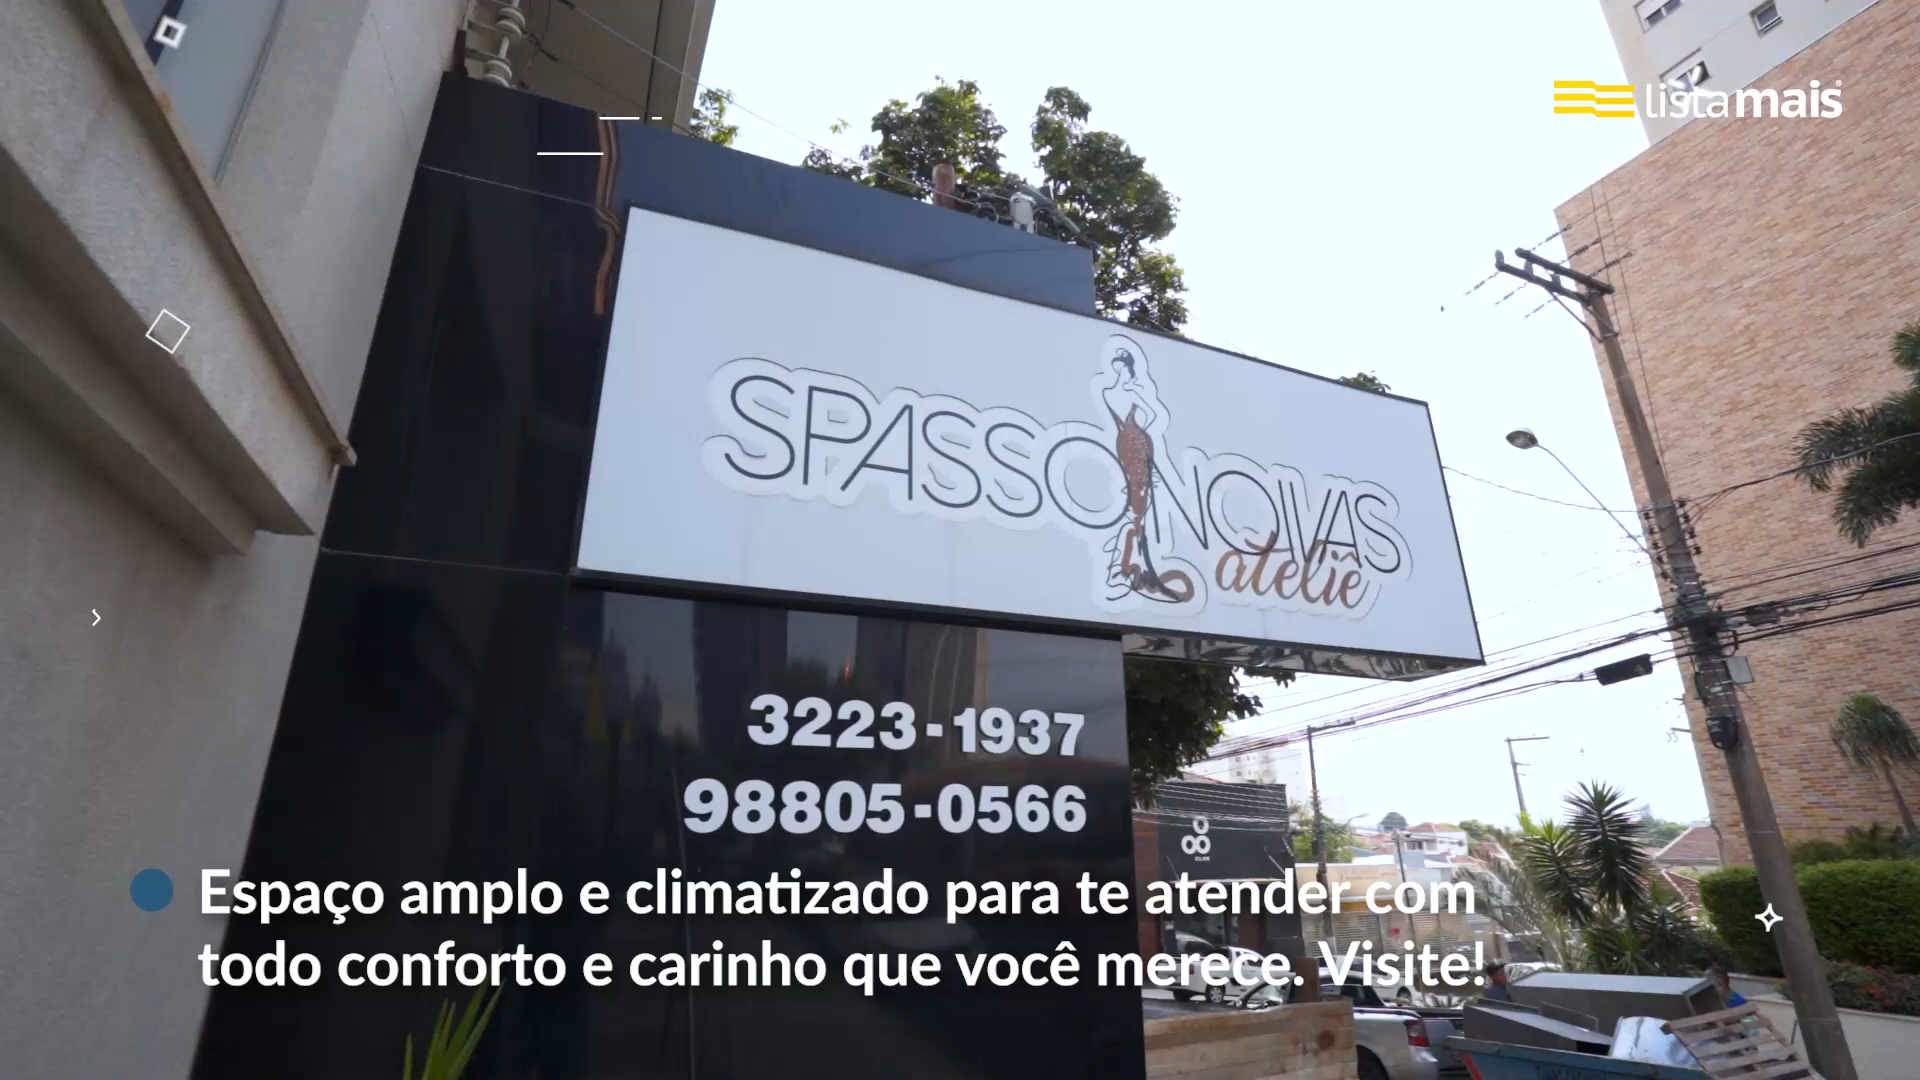 listamais
SPASSO NOIVAS
ateliê
3223-1937
98805-0566
Espaço amplo e climatizado para te atender com
todo conforto e carinho que você merece. Visite!